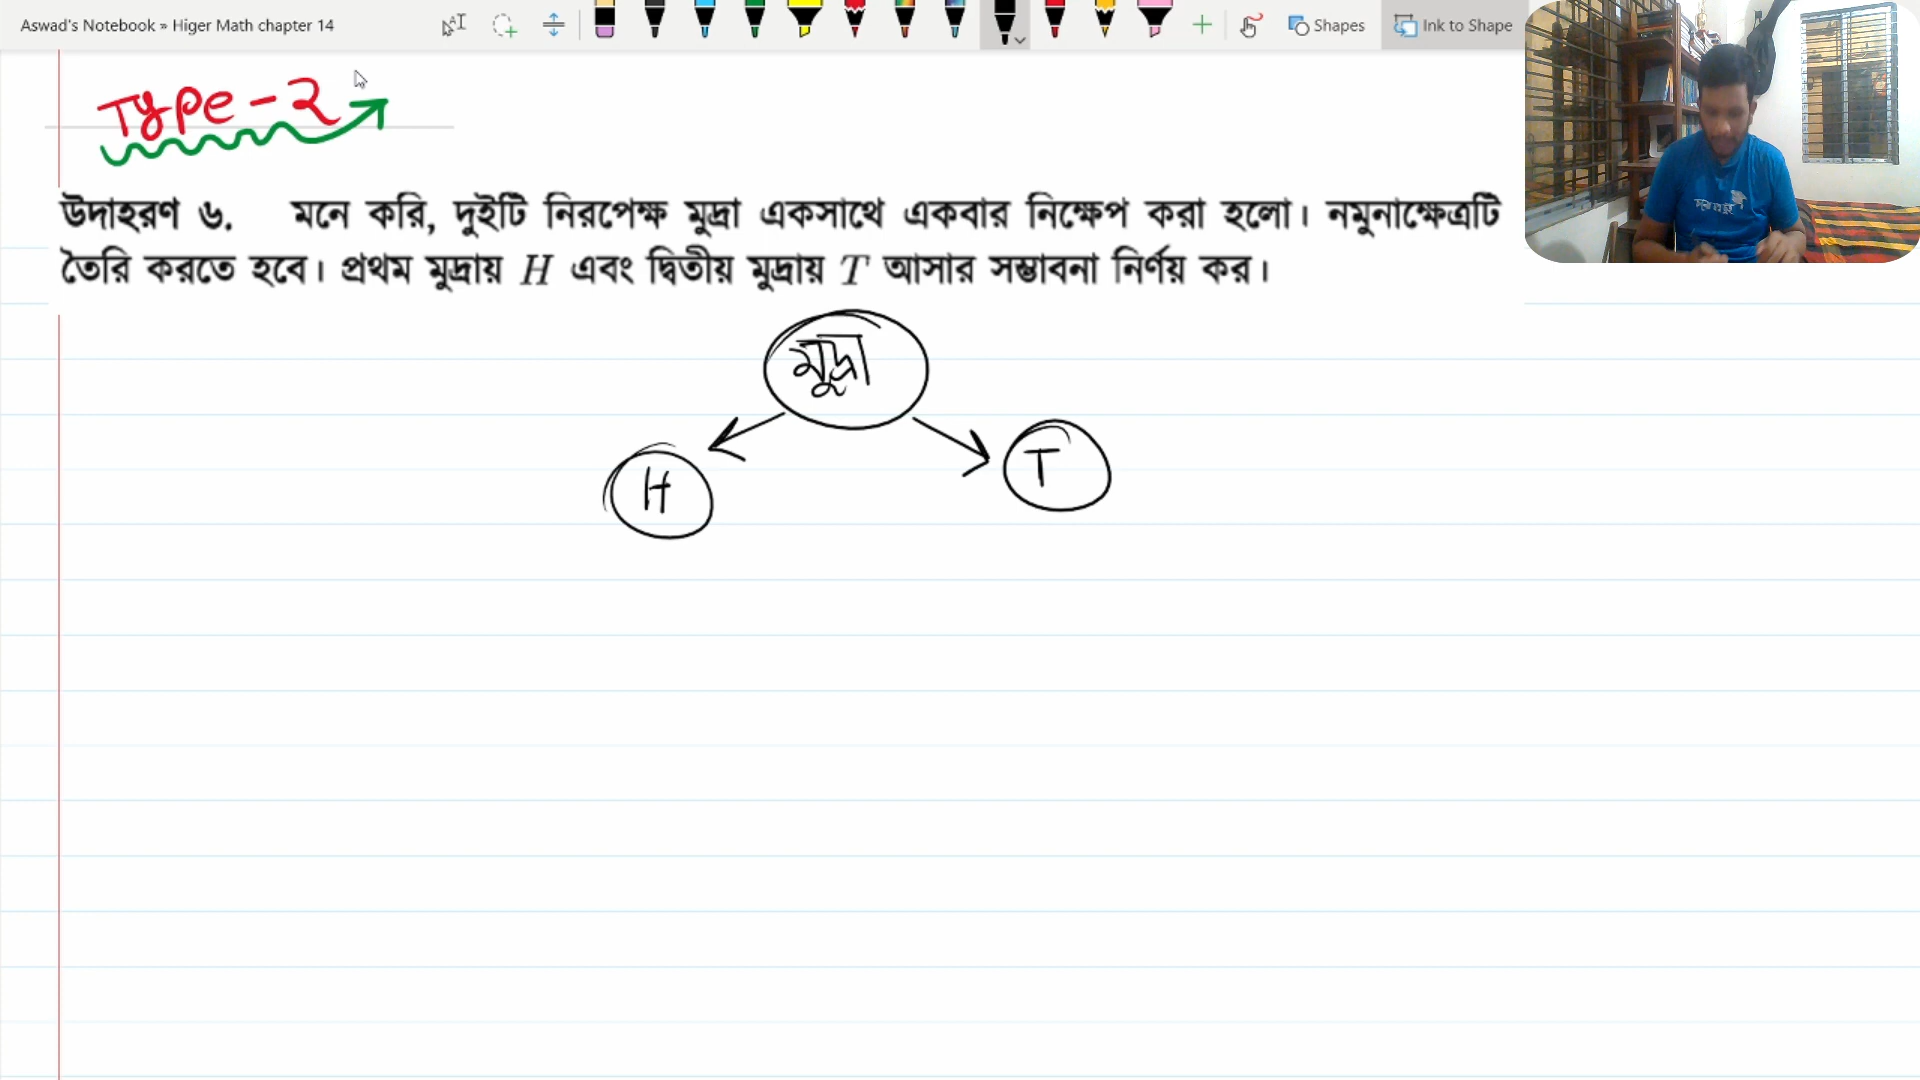 Aswad's Notebook » Higer Math chapter 14
Shapes
Ink to Shape
Type-২
উদাহরণ ৬. মনে করি, দুইটি নিরপেক্ষ মুদ্রা একসাথে একবার নিক্ষেপ করা হলো। নমুনাক্ষেত্রটি
তৈরি করতে হবে। প্রথম মুদ্রায় H এবং দ্বিতীয় মুদ্রায় T আসার সম্ভাবনা নির্ণয় কর।
মুদ্রা
H
T